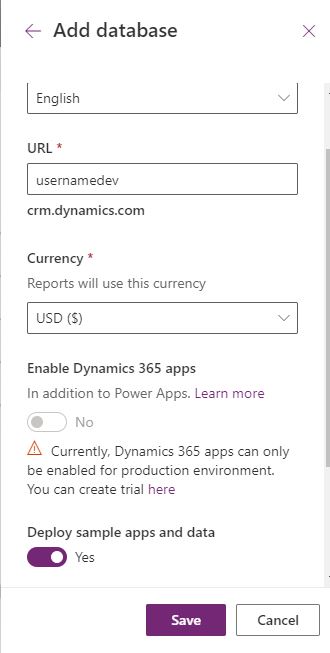 Add database
English
URL *
usernamedev
crm.dynamics.com
Currency *
Reports will use this currency
USD ($)
Enable Dynamics 365 apps
In addition to Power Apps. Learn more
No
Currently, Dynamics 365 apps can only
be enabled for production environment.
You can create trial here
Deploy sample apps and data
Yes
Save Cancel